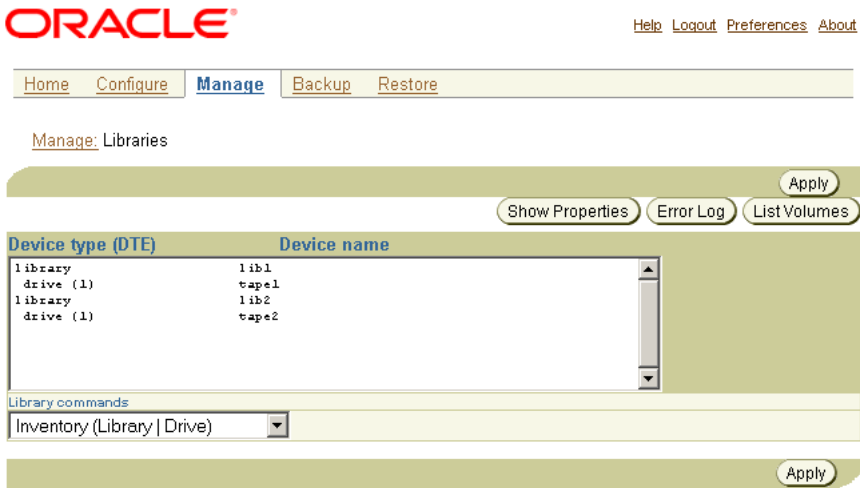 ORACLE
Help Logout Preferences About
Home Configure Manage Backup Restore
Manage: Libraries
Apply
Show Properties Error Log List Volumes
Device type (DTE) Device name
library lib1
drive (1) tape1
library lib2
drive (1) tape2
Library commands
Inventory (Library | Drive)
Apply